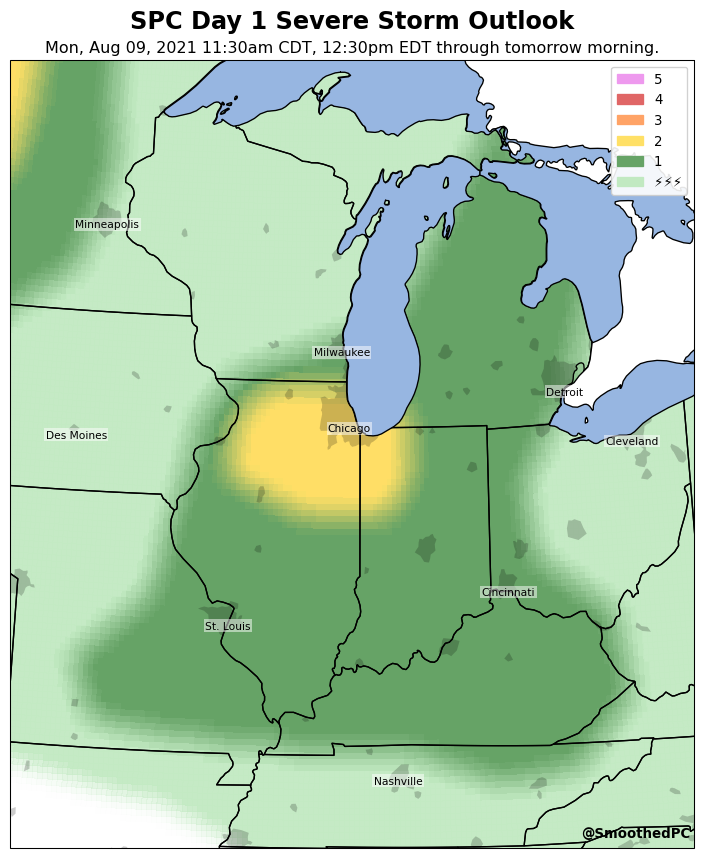 SPC Day 1 Severe Storm Outlook
Mon, Aug 09, 2021 11:30am CDT, 12:30pm EDT through tomorrow morning.
5
4
3
2
1
⚡⚡⚡
Minneapolis
Milwaukee
Detroit
Chicago
Des Moines
Cleveland
Cincinnati
St. Louis
Nashville
@SmoothedPC